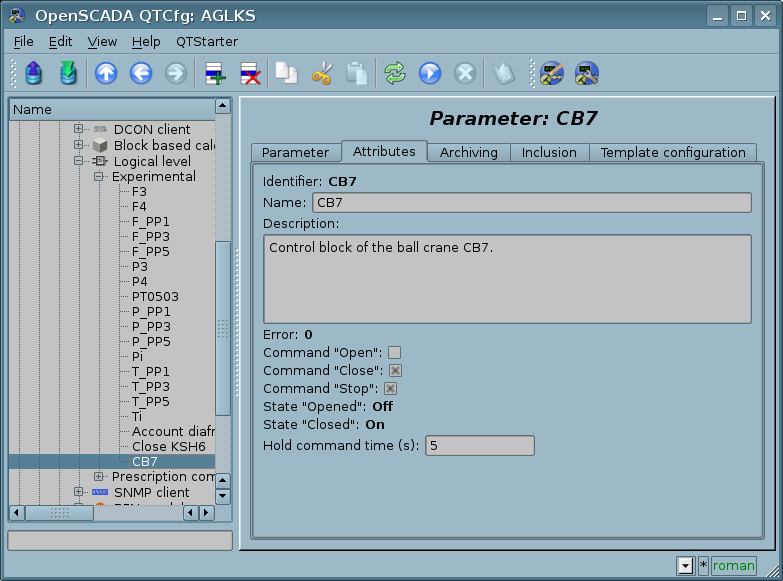 OpenSCADA QTCfg: AGLKS
File Edit View Help QTStarter
Name
DCON client
Block based calc
Logical level
Experimental
F3
F4
F_PP1
F_PP3
F_PP5
P3
P4
PT0503
P_PP1
P_PP3
P_PP5
Pi
T_PP1
T_PP3
T_PP5
Ti
Account
Close KSH6
CB7
Prescription com
SNMP client
Parameter: CB7
Parameter Attributes Archiving Inclusion Template configuration
Identifier: CB7
Name: CB7
Description:
Control block of the ball crane CB7.
Error: 0
Command "Open":
Command "Close":
Command "Stop":
State "Opened": Off
State "Closed": On
Hold command time (s): 5
* roman